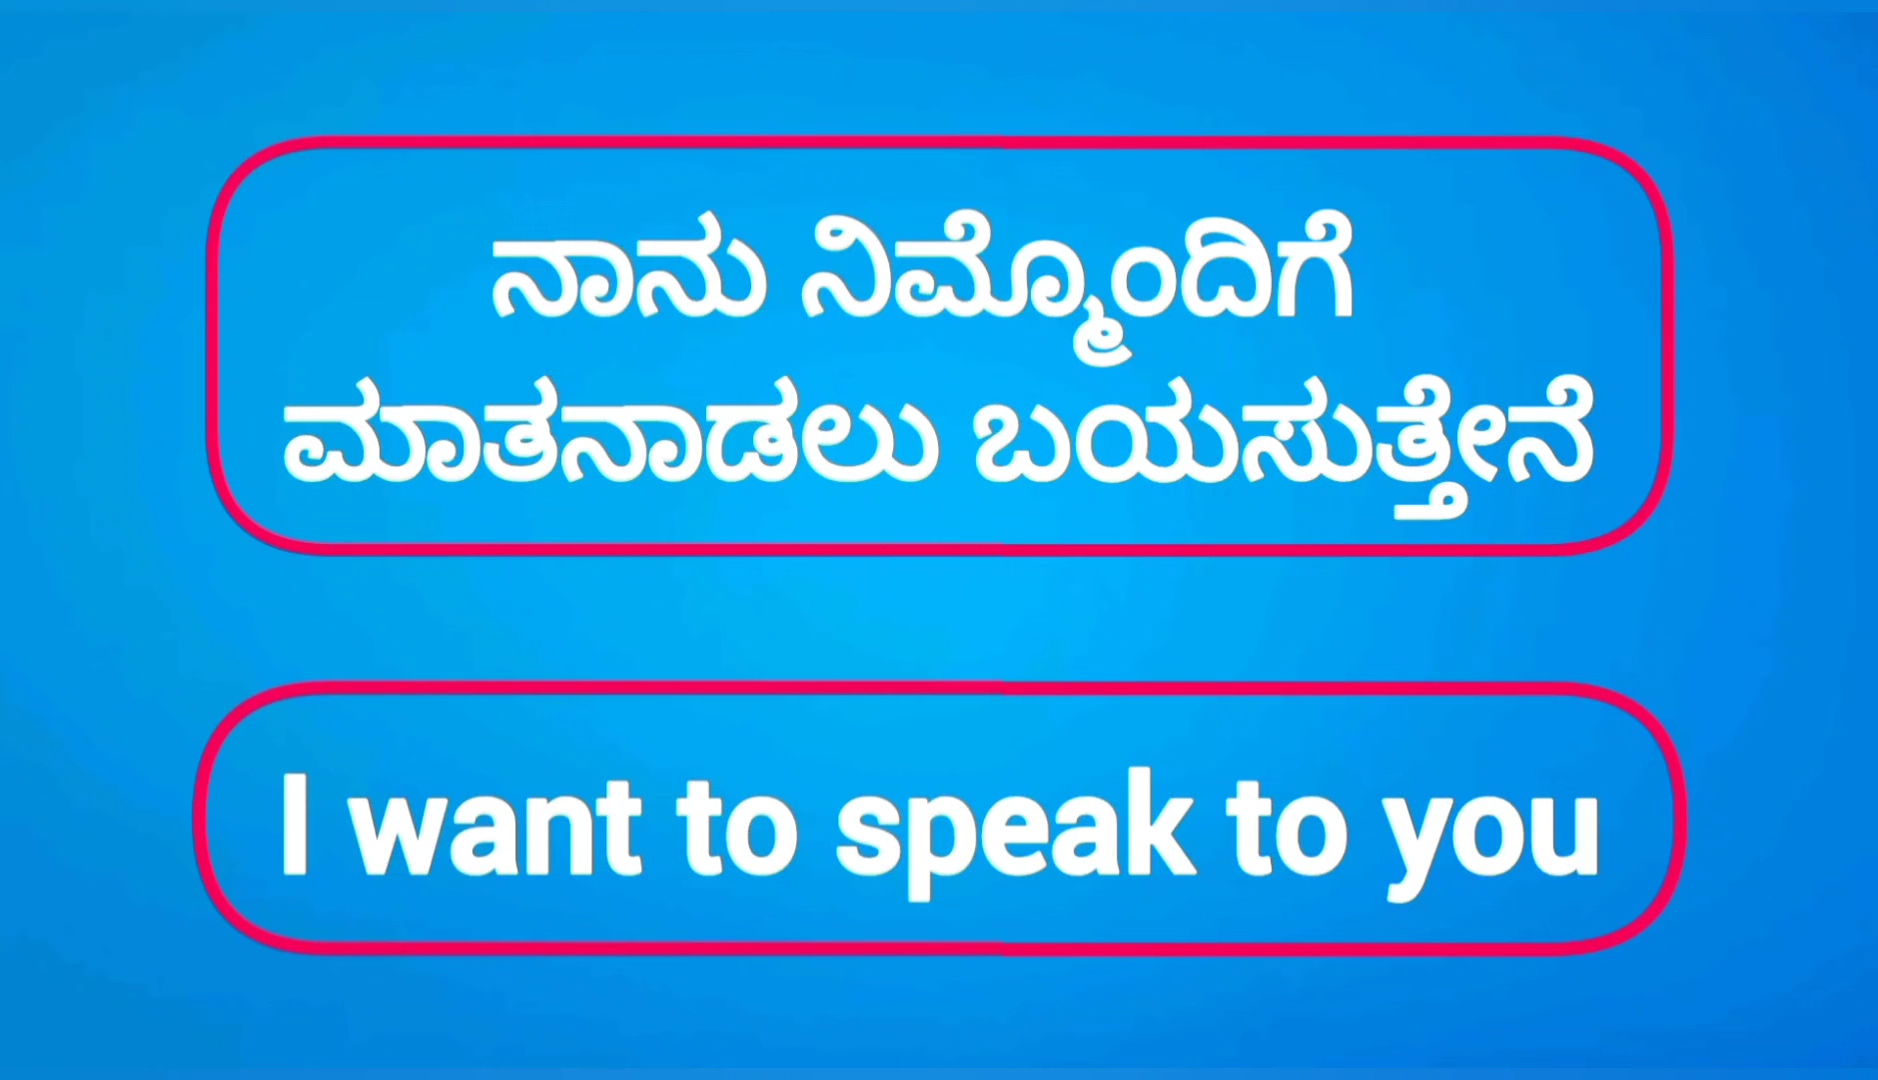 ನಾನು ನಿಮ್ಮೊಂದಿಗೆ
ಮಾತನಾಡಲು ಬಯಸುತ್ತೇನೆ
I want to speak to you